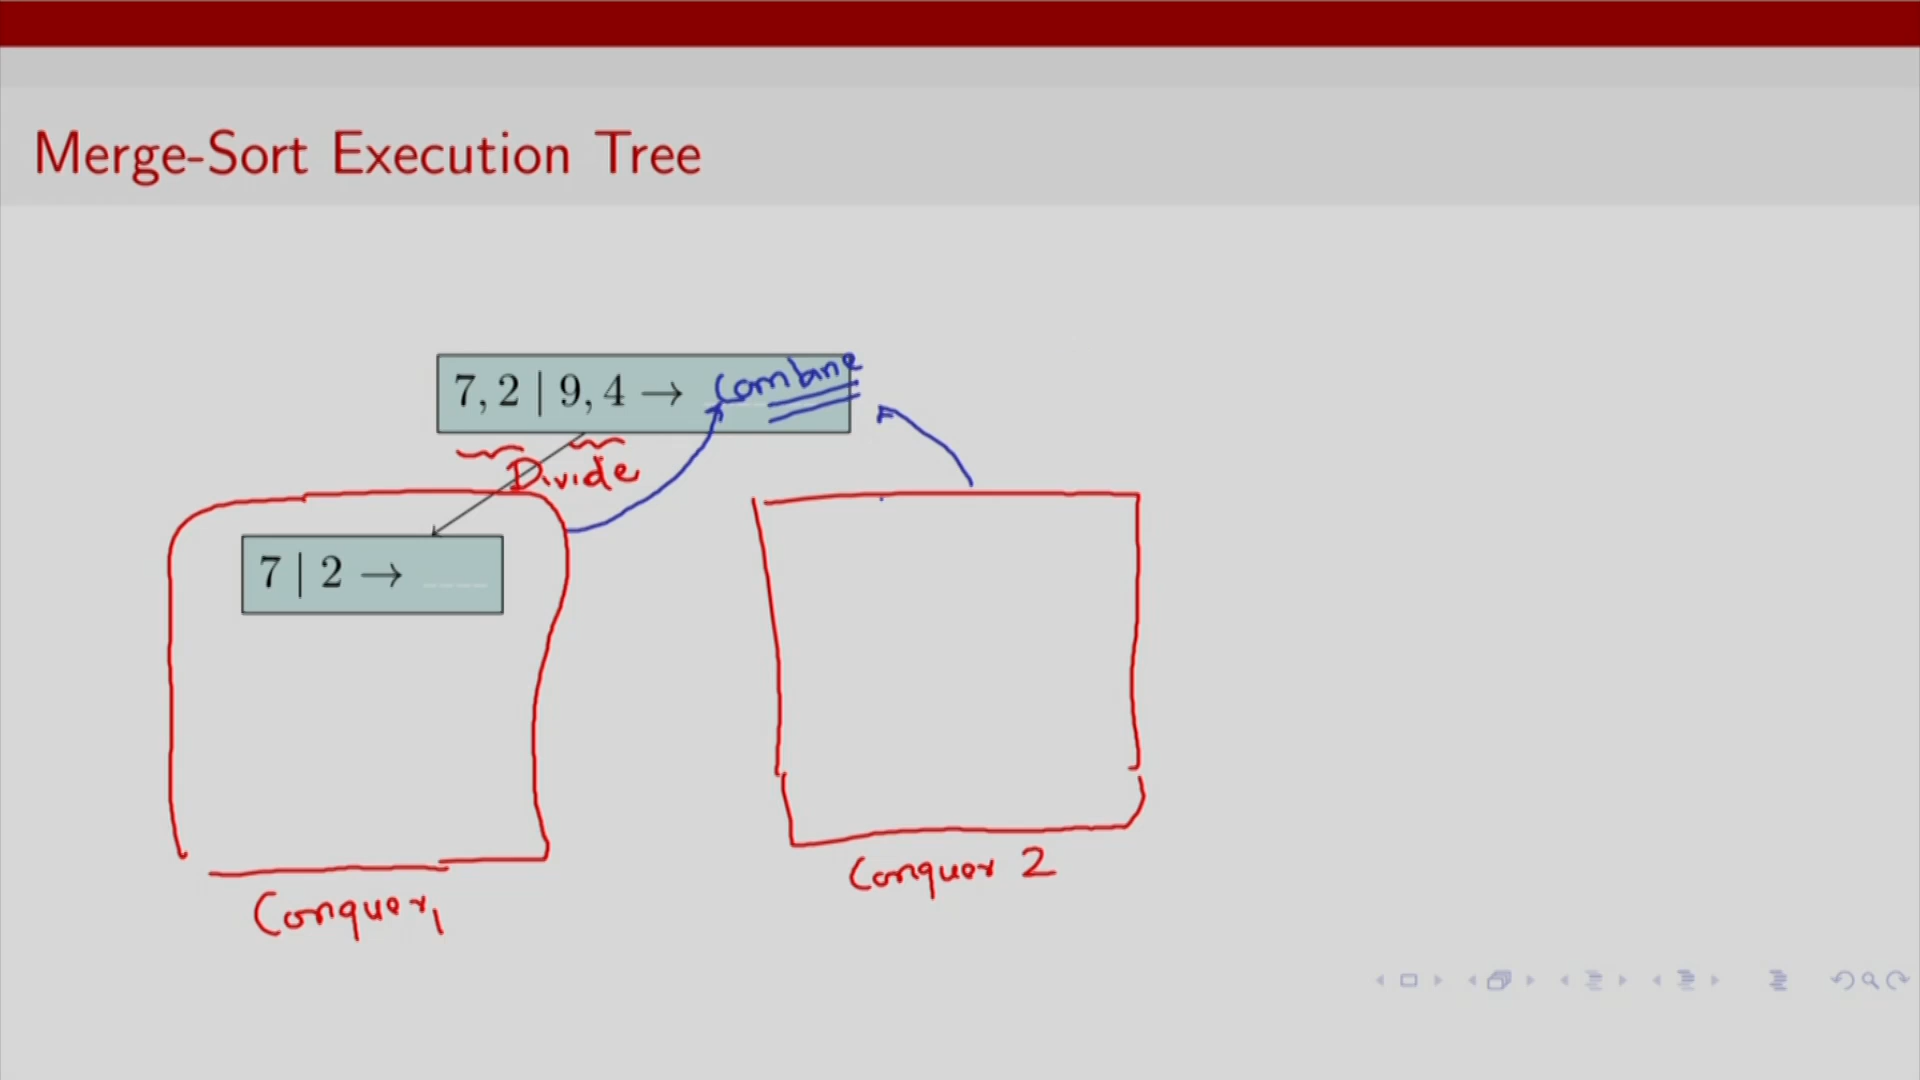 Merge-Sort Execution Tree
7, 2 | 9, 4 → Combine
Divide
7 | 2 →
Conquer 2
Conquer1